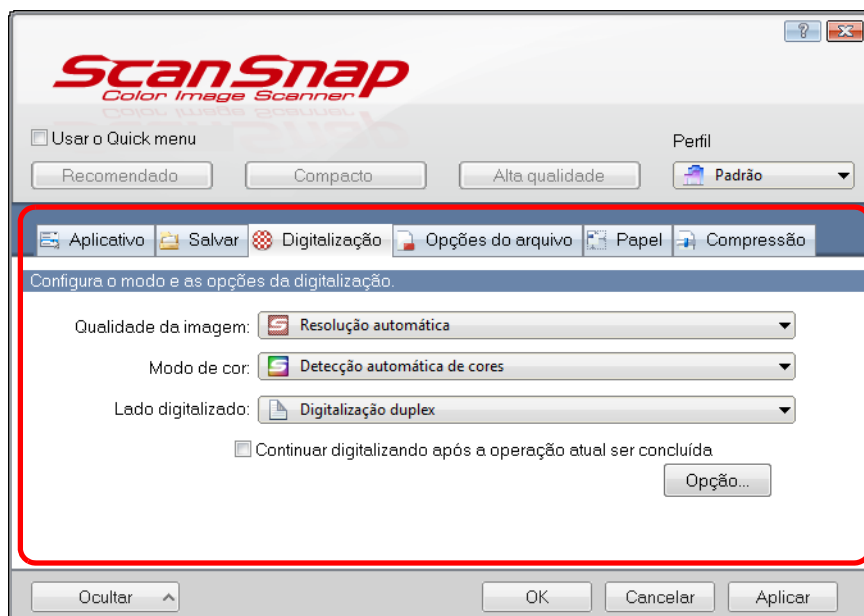 ScanSnap
Color Image Scanner
Usar o Quick menu
Perfil
Recomendado Compacto Alta qualidade Padrão
Aplicativo Salvar Digitalização Opções do arquivo Papel Compressão
Configura o modo e as opções da digitalização.
Qualidade da imagem: Resolução automática
Modo de cor: Detecção automática de cores
Lado digitalizado: Digitalização duplex
Continuar digitalizando após a operação atual ser concluída
Opção...
Ocultar OK Cancelar Aplicar